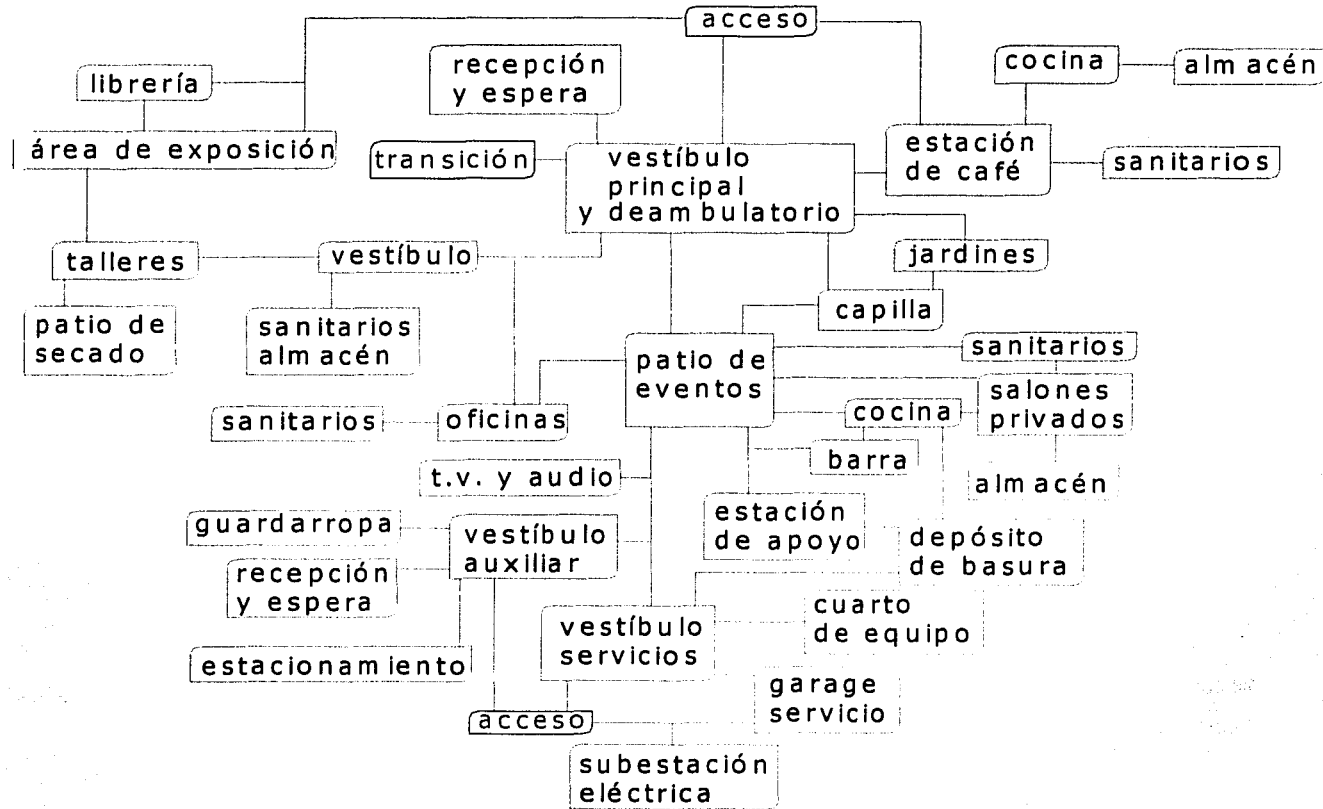 acceso
recepción
y espera
cocina
almacén
librería
área de exposición
transición
vestíbulo
principal
y deambulatorio
estación
de café
sanitarios
talleres
vestíbulo
jardines
patio de
secado
sanitarios
almacén
capilla
patio de
eventos
sanitarios
salones
privados
sanitarios
oficinas
cocina
barra
t.v. y audio
almacén
guardarropa
vestíbulo
auxiliar
estación
de apoyo
depósito
de basura
recepción
y espera
vestíbulo
servicios
cuarto
de equipo
estacionamiento
garage
servicio
acceso
subestación
eléctrica